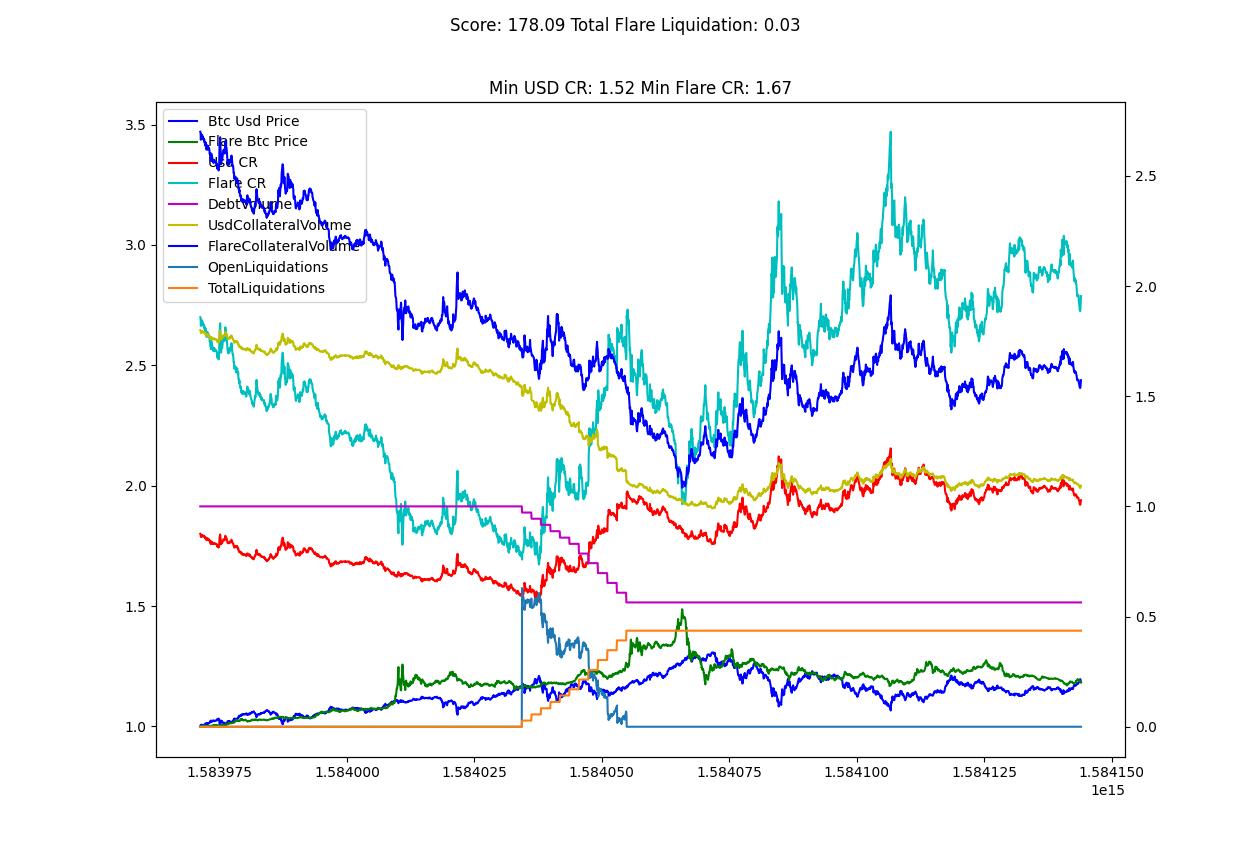 Score: 178.09 Total Flare Liquidation: 0.03
Min USD CR: 1.52 Min Flare CR: 1.67
Btc Usd Price
Flare Btc Price
Usd CR
Flare CR
DebtVolume
UsdCollateralVolume
FlareCollateralVolume
OpenLiquidations
TotalLiquidations
3.5
3.0
2.5
2.0
1.5
1.0
2.5
2.0
1.5
1.0
0.5
0.0
1.583975
1.584000
1.584025
1.584050
1.584075
1.584100
1.584125
1.584150
1e15